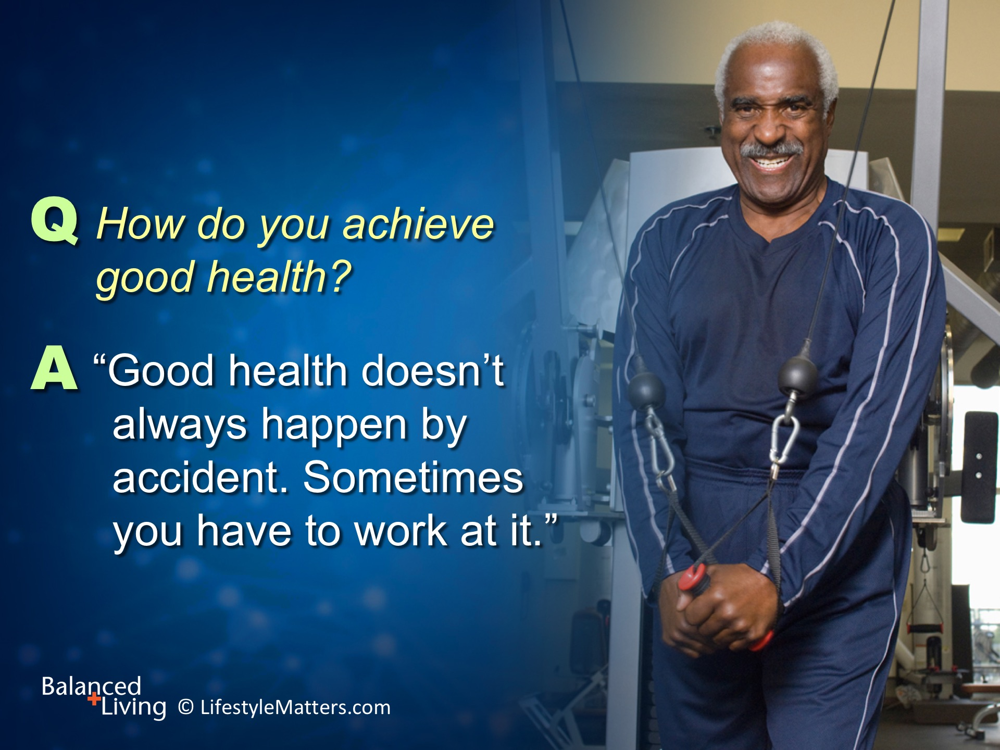 Q How do you achieve
good health?
A “Good health doesn’t
always happen by
accident. Sometimes
you have to work at it.”
Balanced
+Living © LifestyleMatters.com